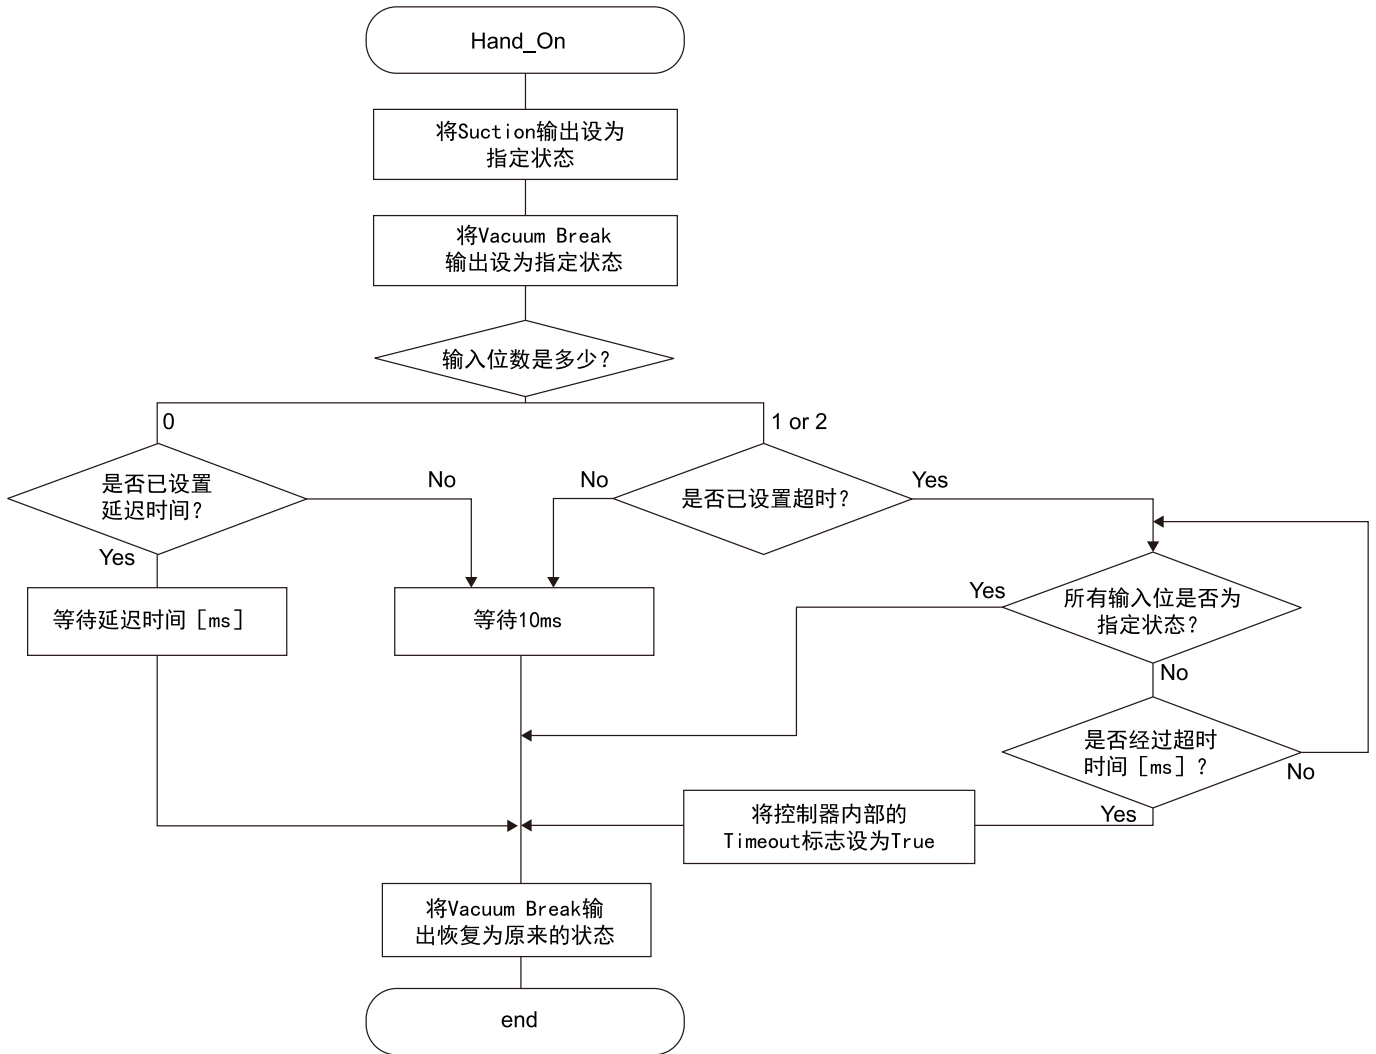 Hand_On
将Suction输出设为
指定状态
将Vacuum Break
输出设为指定状态
输入位数是多少？
0
1 or 2
是否已设置
延迟时间？
No
No
是否已设置超时？
Yes
Yes
等待延迟时间［ms］
等待10ms
Yes
所有输入位是否为
指定状态？
No
是否经过超时
时间［ms］？
No
Yes
将控制器内部的
Timeout标志设为True
将Vacuum Break输
出恢复为原来的状态
end